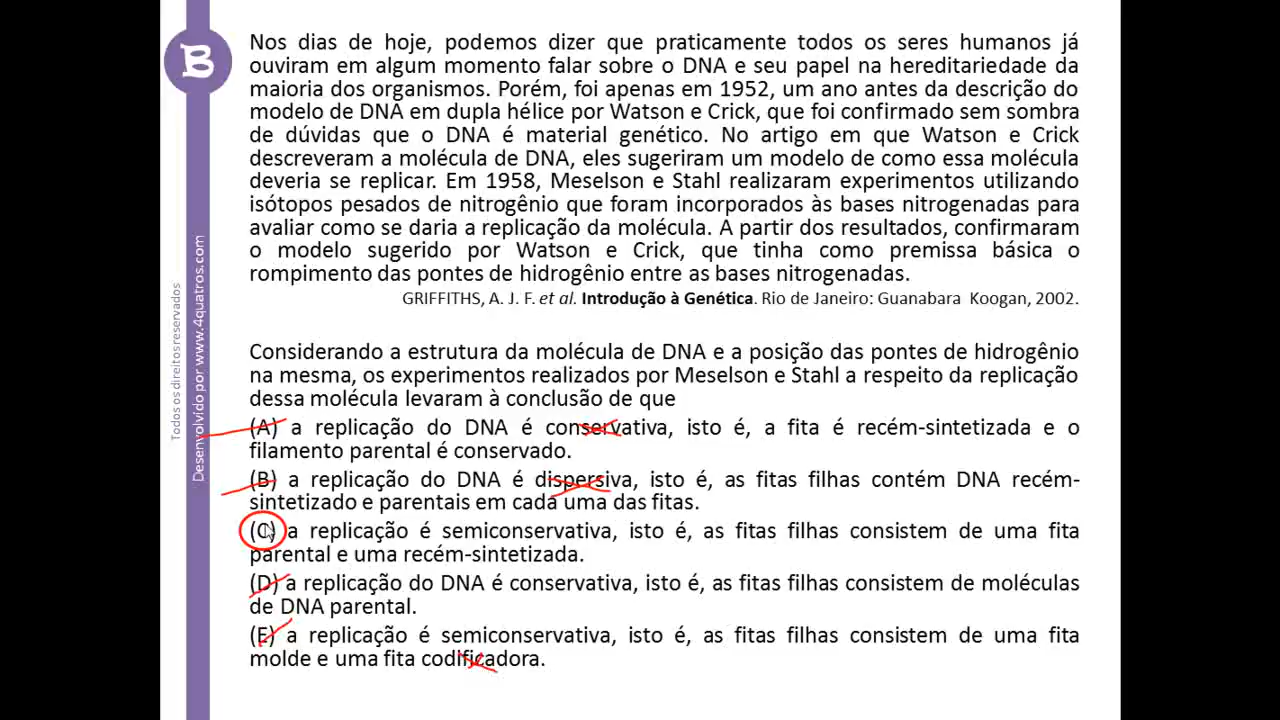 B
Nos dias de hoje, podemos dizer que praticamente todos os seres humanos já
ouviram em algum momento falar sobre o DNA e seu papel na hereditariedade da
maioria dos organismos. Porém, foi apenas em 1952, um ano antes da descrição do
modelo de DNA em dupla hélice por Watson e Crick, que foi confirmado sem sombra
de dúvidas que o DNA é material genético. No artigo em que Watson e Crick
descreveram a molécula de DNA, eles sugeriram um modelo de como essa molécula
deveria se replicar. Em 1958, Meselson e Stahl realizaram experimentos utilizando
isótopos pesados de nitrogênio que foram incorporados às bases nitrogenadas para
avaliar como se daria a replicação da molécula. A partir dos resultados, confirmaram
o modelo sugerido por Watson e Crick, que tinha como premissa básica o
rompimento das pontes de hidrogênio entre as bases nitrogenadas.
GRIFFITHS, A. J. F. et al. Introdução à Genética. Rio de Janeiro: Guanabara Koogan, 2002.
Considerando a estrutura da molécula de DNA e a posição das pontes de hidrogênio
na mesma, os experimentos realizados por Meselson e Stahl a respeito da replicação
dessa molécula levaram à conclusão de que
(A) a replicação do DNA é conservativa, isto é, a fita é recém-sintetizada e o
filamento parental é conservado.
(B) a replicação do DNA é dispersiva, isto é, as fitas filhas contém DNA recém-
sintetizado e parentais em cada uma das fitas.
(C) a replicação é semiconservativa, isto é, as fitas filhas consistem de uma fita
parental e uma recém-sintetizada.
(D) a replicação do DNA é conservativa, isto é, as fitas filhas consistem de moléculas
de DNA parental.
(E) a replicação é semiconservativa, isto é, as fitas filhas consistem de uma fita
molde e uma fita codificadora.
Todos os direitos reservados
Desenvolvido por www.4quatros.com